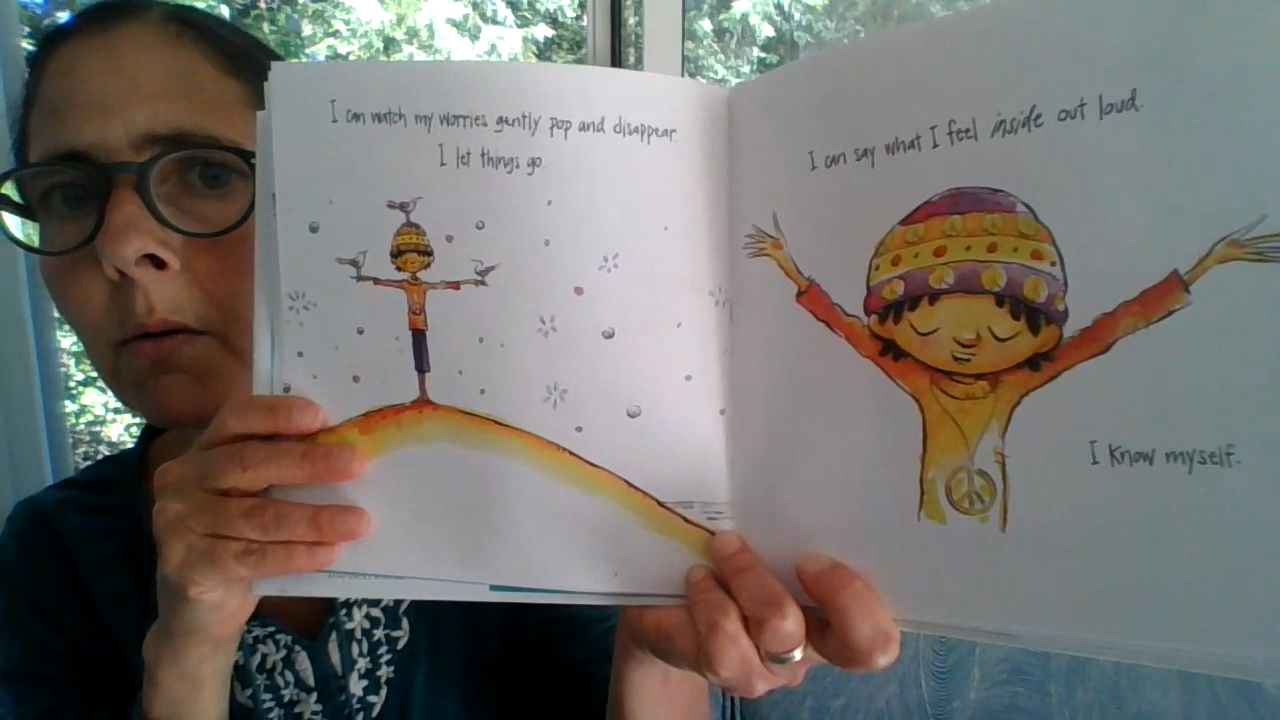 I can watch my worries gently pop and disappear.
I let things go.
I can say what I feel inside out loud.
I know myself.